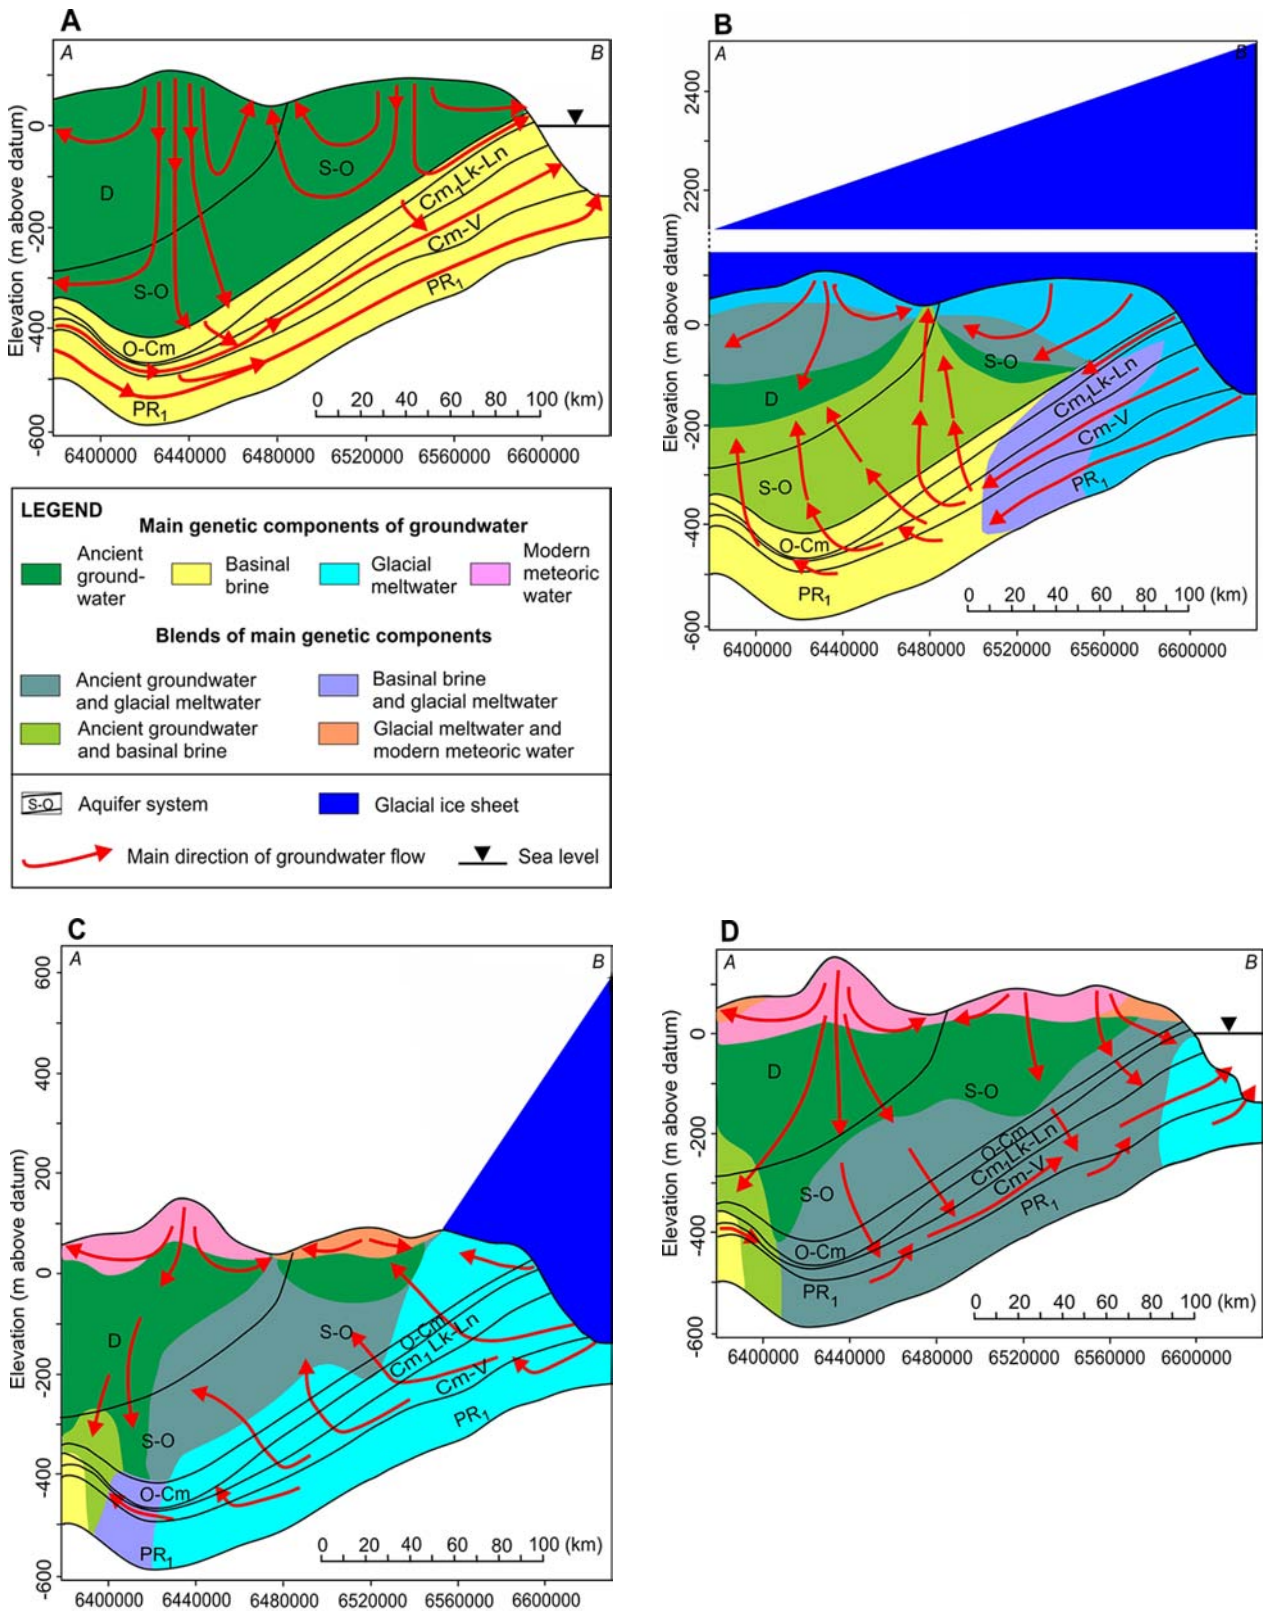 A
A
B
Elevation (m above datum)
0
-200
-400
-600
D
S-O
S-O
Cm₁Lk-Ln
Cm-V
PR₁
O-Cm
PR₁
0 20 40 60 80 100 (km)
6400000 6440000 6480000 6520000 6560000 6600000
B
A
B
Elevation (m above datum)
2400
2200
0
-200
-400
-600
D
S-O
S-O
Cm₁Lk-Ln
Cm-V
PR₁
O-Cm
PR₁
0 20 40 60 80 100 (km)
6400000 6440000 6480000 6520000 6560000 6600000
LEGEND
Main genetic components of groundwater
Ancient
ground-
water
Basinal
brine
Glacial
meltwater
Modern
meteoric
water
Blends of main genetic components
Ancient groundwater
and glacial meltwater
Basinal brine
and glacial meltwater
Ancient groundwater
and basinal brine
Glacial meltwater and
modern meteoric water
S-O
Aquifer system
Glacial ice sheet
Main direction of groundwater flow
Sea level
C
A
B
Elevation (m above datum)
600
400
200
0
-200
-400
-600
D
S-O
S-O
O-Cm
Cm₁Lk-Ln
Cm-V
PR₁
O-Cm
PR₁
0 20 40 60 80 100 (km)
6400000 6440000 6480000 6520000 6560000 6600000
D
A
B
Elevation (m above datum)
0
-200
-400
-600
D
S-O
S-O
O-Cm
Cm₁Lk-Ln
Cm-V
PR₁
O-Cm
PR₁
0 20 40 60 80 100 (km)
6400000 6440000 6480000 6520000 6560000 6600000